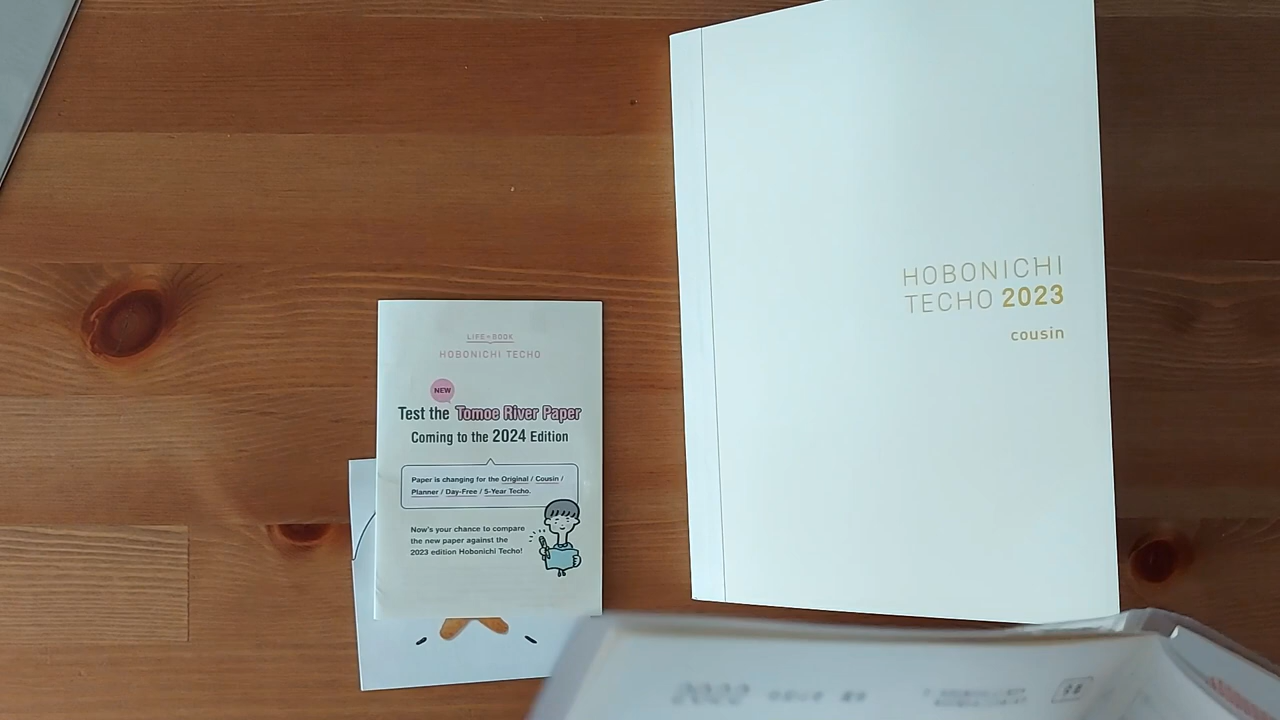 LIFE BOOK
HOBONICHI TECHO
NEW
Test the Tomoe River Paper
Coming to the 2024 Edition
Paper is changing for the Original / Cousin /
Planner / Day-Free / 5-Year Techo.
Now's your chance to compare
the new paper against the
2023 edition Hobonichi Techo!
HOBONICHI
TECHO 2023
cousin